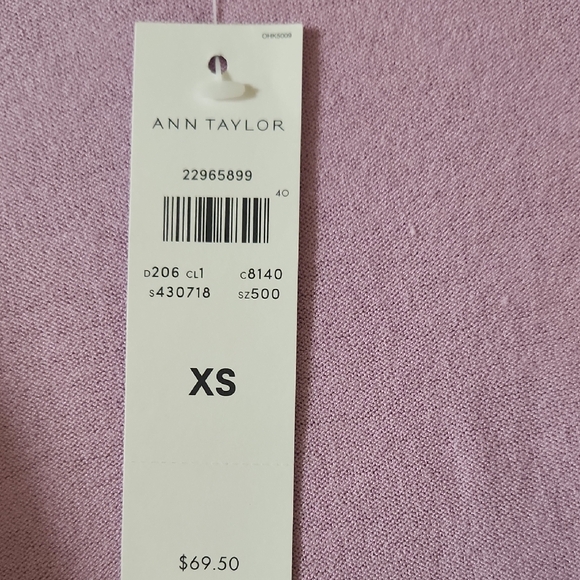 ANN TAYLOR
22965899
40
D206 CL1 C8140
S430718 SZ500
XS
$69.50